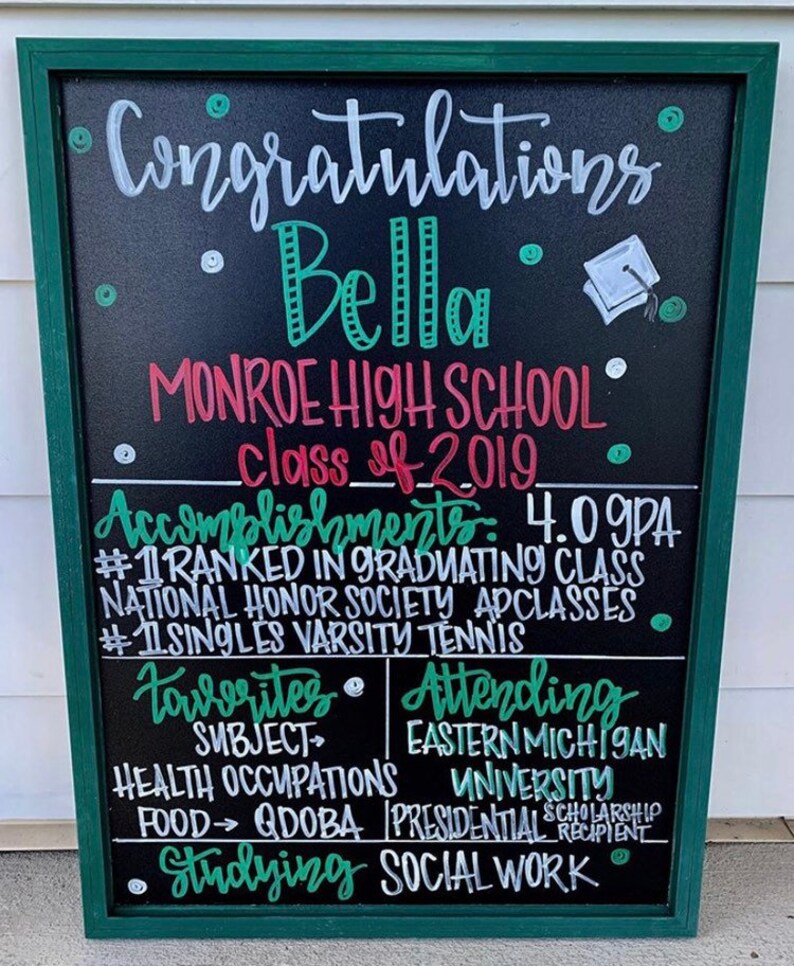 Congratulations
Bella
MONROE HIGH SCHOOL
class of 2019
Accomplishments: 4.0 gPA
#1 RANKED IN gRADUATINg CLASS
NATIONAL HONOR SOCIETY AP CLASSES
#1 SINGLES VARSITY TENNIS
Favorites
SUBJECT→
HEALTH OCCUPATIONS
FOOD→ QDOBA
Attending
EASTERN MICHIgAN
UNIVERSITY
PRESIDENTIAL SCHOLARSHIP
RECIPIENT
Studying SOCIAL WORK